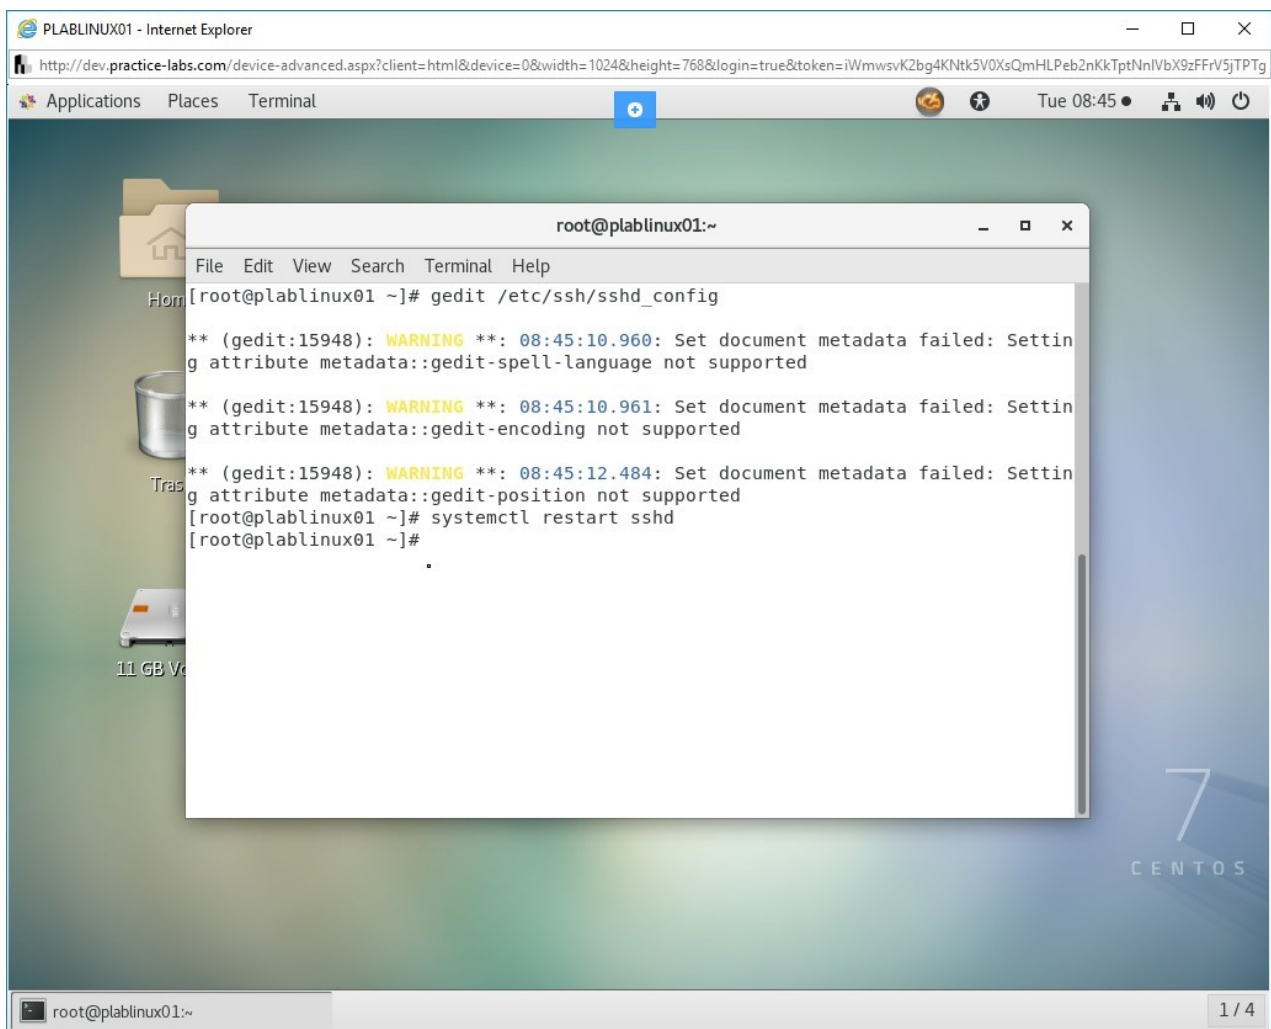 PLABLINUX01 - Internet Explorer
http://dev.practice-labs.com/device-advanced.aspx?client=html&device=0&width=1024&height=768&login=true&token=iWmwsvK2bg4KNtk5V0XsQmHLPeb2nKkTptNnlVbX9zFFrV5jTPTg
Applications Places Terminal Tue 08:45
root@plablinux01:~
File Edit View Search Terminal Help
Hom
[root@plablinux01 ~]# gedit /etc/ssh/sshd_config
** (gedit:15948): WARNING **: 08:45:10.960: Set document metadata failed: Settin
g attribute metadata::gedit-spell-language not supported
** (gedit:15948): WARNING **: 08:45:10.961: Set document metadata failed: Settin
g attribute metadata::gedit-encoding not supported
** (gedit:15948): WARNING **: 08:45:12.484: Set document metadata failed: Settin
g attribute metadata::gedit-position not supported
Tras
[root@plablinux01 ~]# systemctl restart sshd
[root@plablinux01 ~]#
11 GB Vo
7
CENTOS
root@plablinux01:~
1 / 4